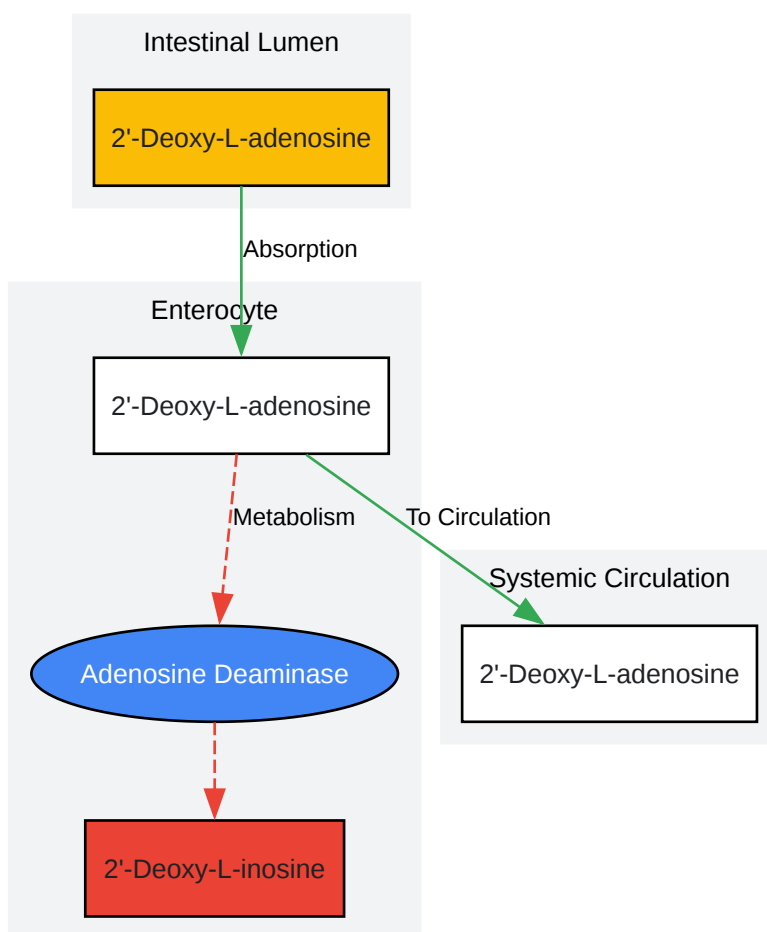 Intestinal Lumen
2'-Deoxy-L-adenosine
Absorption
Enterocyte
2'-Deoxy-L-adenosine
Metabolism
To Circulation
Systemic Circulation
Adenosine Deaminase
2'-Deoxy-L-adenosine
2'-Deoxy-L-inosine